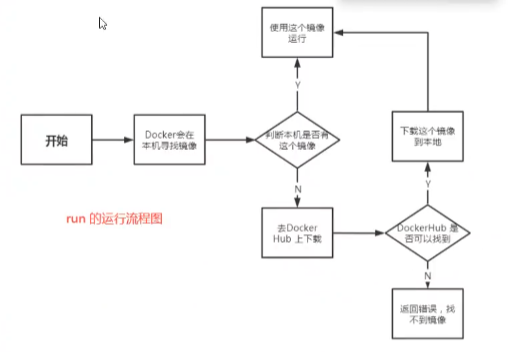 使用这个镜像
运行
开始
Docker会在
本机寻找镜像
判断本机是否有
这个镜像
Y
N
下载这个镜像
到本地
run 的运行流程图
去Docker
Hub 上下载
DockerHub 是
否可以找到
Y
N
返回错误，找
不到镜像